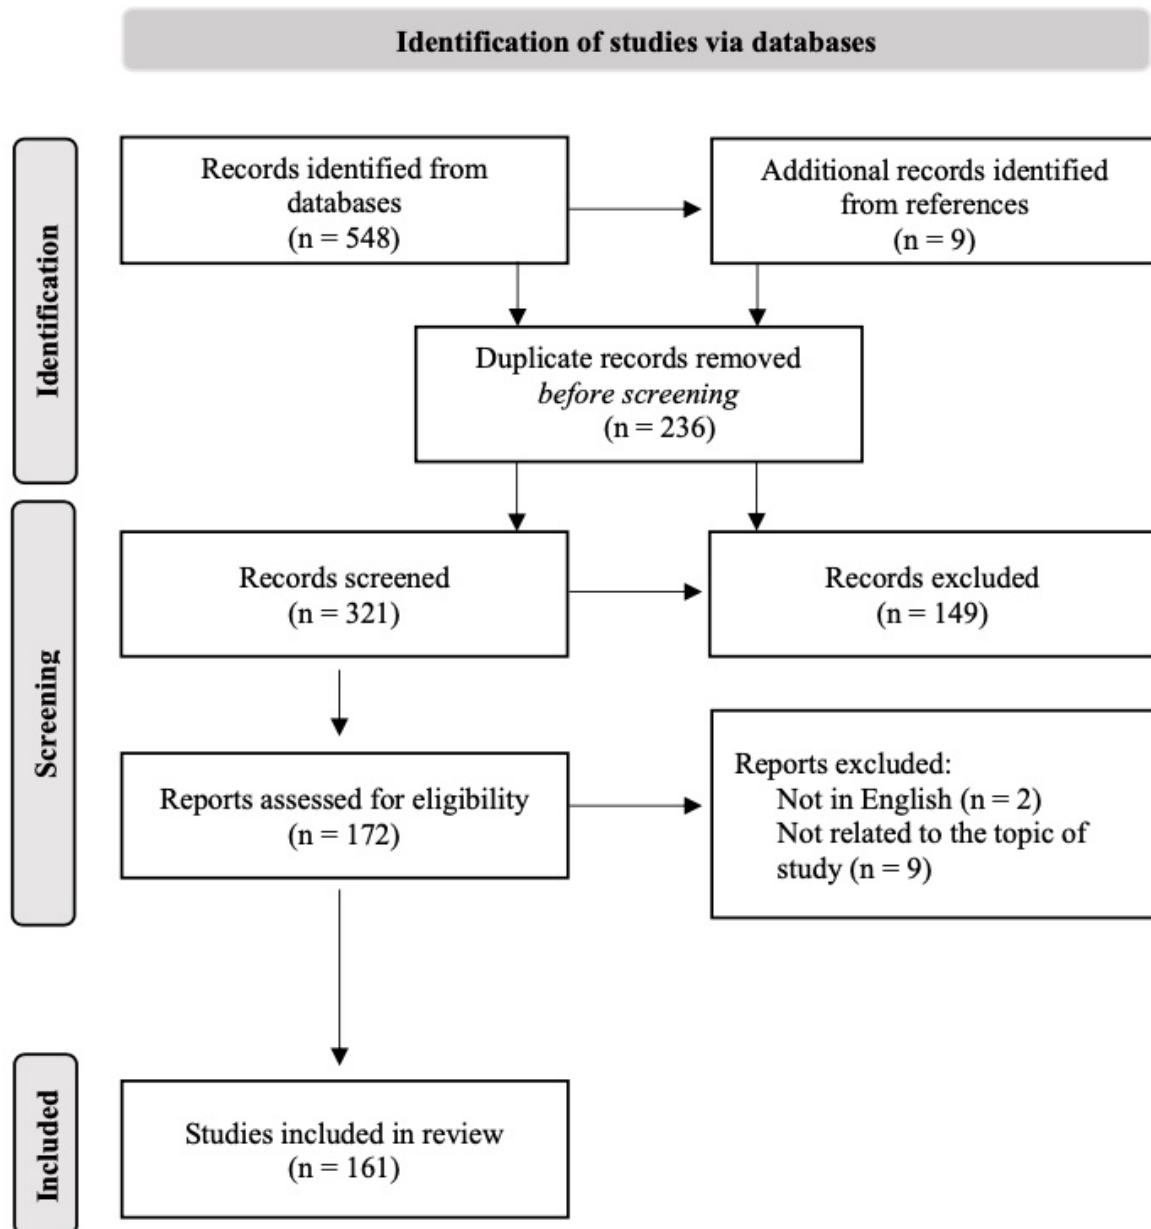 Identification of studies via databases
Identification
Records identified from
databases
(n = 548)
Additional records identified
from references
(n = 9)
Duplicate records removed
before screening
(n = 236)
Screening
Records screened
(n = 321)
Records excluded
(n = 149)
Reports assessed for eligibility
(n = 172)
Reports excluded:
Not in English (n = 2)
Not related to the topic of
study (n = 9)
Included
Studies included in review
(n = 161)